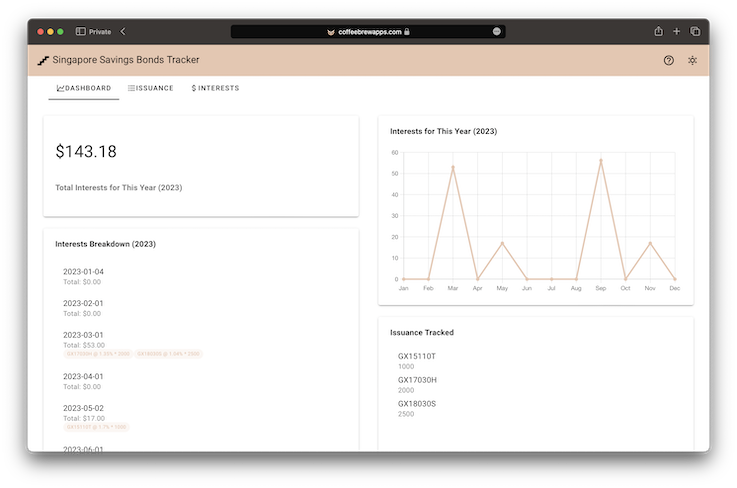 Private
coffeebrewapps.com
Singapore Savings Bonds Tracker
DASHBOARD
ISSUANCE
$ INTERESTS
$143.18
Total Interests for This Year (2023)
Interests Breakdown (2023)
2023-01-04
Total: $0.00
2023-02-01
Total: $0.00
2023-03-01
Total: $53.00
2023-04-01
Total: $0.00
2023-05-02
Total: $17.00
2023-06-01
Interests for This Year (2023)
60
50
40
30
20
10
0
Jan Feb Mar Apr May Jun Jul Aug Sep Oct Nov Dec
Issuance Tracked
GX15110T
1000
GX17030H
2000
GX18030S
2500